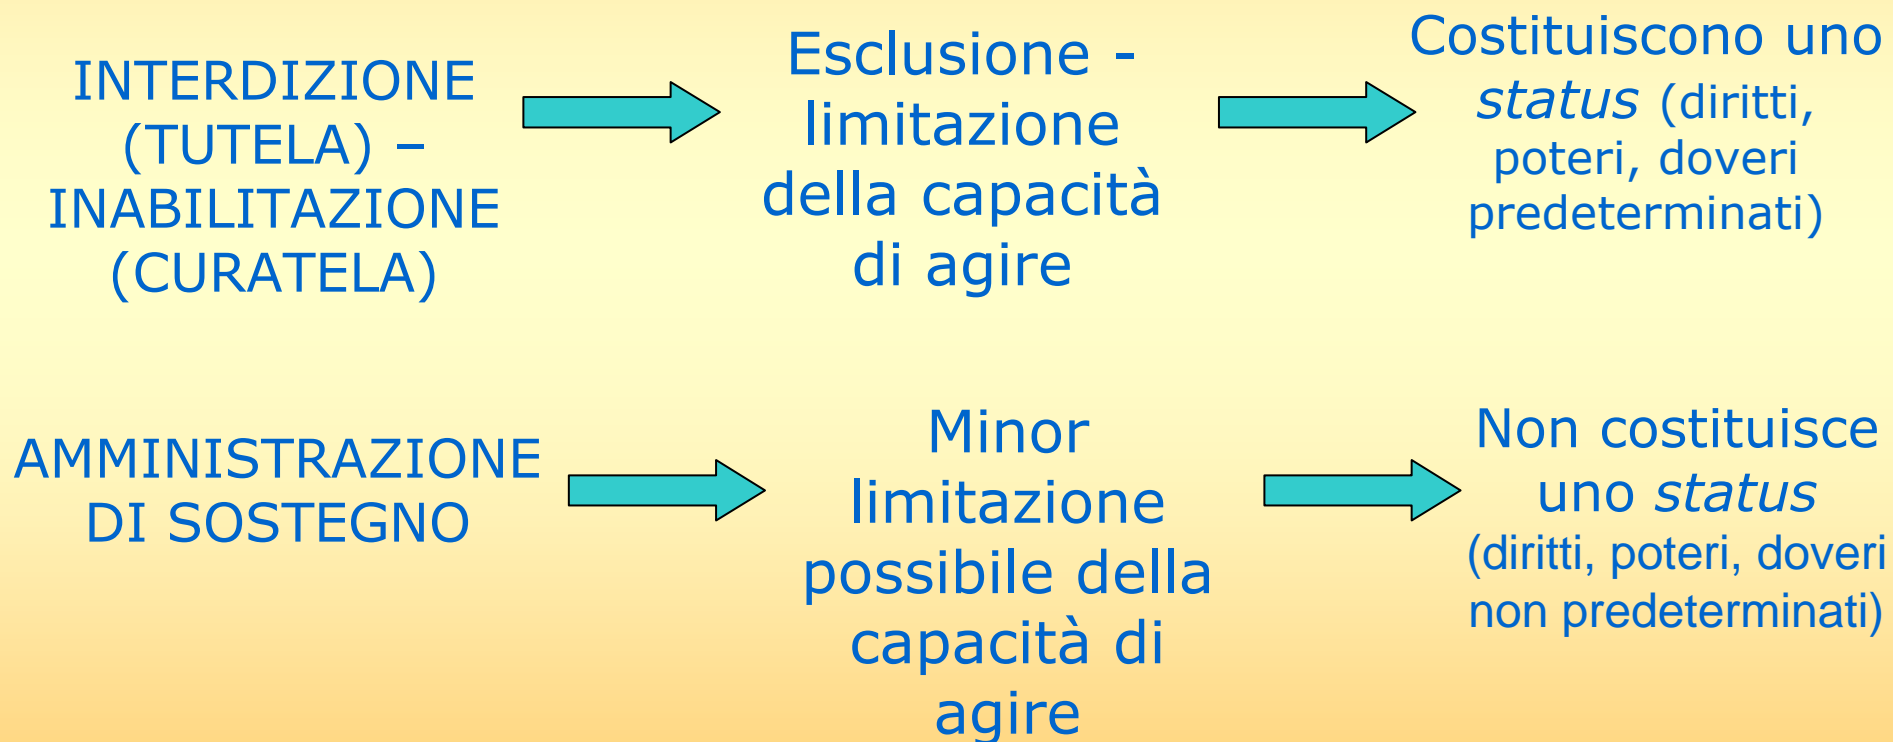 INTERDIZIONE
(TUTELA) –
INABILITAZIONE
(CURATELA)
Esclusione -
limitazione
della capacità
di agire
Costituiscono uno
status (diritti,
poteri, doveri
predeterminati)
AMMINISTRAZIONE
DI SOSTEGNO
Minor
limitazione
possibile della
capacità di
agire
Non costituisce
uno status
(diritti, poteri, doveri
non predeterminati)